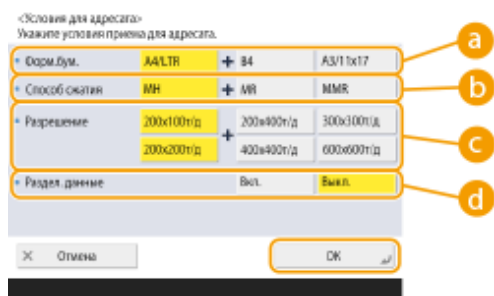 <Условия для адресата>
Укажите условия приема для адресата.
Форм.бум. A4/LTR + B4 A3/11x17 a
Способ сжатия MH + MR MMR b
Разрешение 200x100т/д + 200x400т/д 300x300т/д c
200x200т/д 400x400т/д 600x600т/д
Раздел. данные Вкл. Выкл. d
× Отмена OK